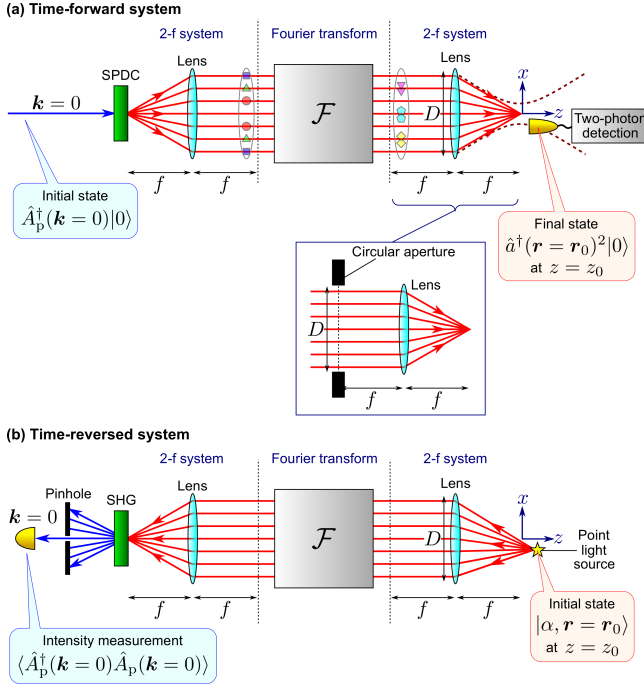 (a) Time-forward system
2-f system
Fourier transform
2-f system
SPDC
Lens
Lens
k = 0
F
D
x
z
Two-photon
detection
f
f
f
f
Initial state
Â†p(k = 0)|0⟩
Final state
â†(r = r0)²|0⟩
at z = z0
Circular aperture
Lens
D
f
f
(b) Time-reversed system
2-f system
Fourier transform
2-f system
Pinhole
SHG
Lens
Lens
k = 0
F
D
x
z
Point
light
source
f
f
f
f
Intensity measurement
⟨Â†p(k = 0)Âp(k = 0)⟩
Initial state
|α, r = r0⟩
at z = z0